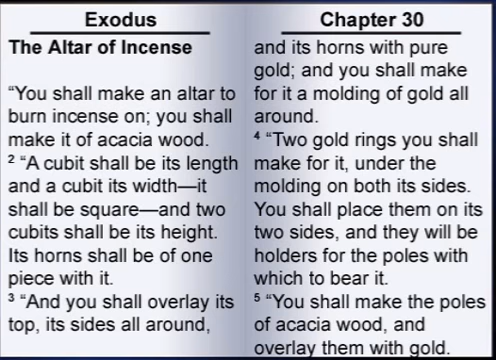 Exodus
The Altar of Incense
“You shall make an altar to
burn incense on; you shall
make it of acacia wood.
² “A cubit shall be its length
and a cubit its width—it
shall be square—and two
cubits shall be its height.
Its horns shall be of one
piece with it.
³ “And you shall overlay its
top, its sides all around,
Chapter 30
and its horns with pure
gold; and you shall make
for it a molding of gold all
around.
⁴ “Two gold rings you shall
make for it, under the
molding on both its sides.
You shall place them on its
two sides, and they will be
holders for the poles with
which to bear it.
⁵ “You shall make the poles
of acacia wood, and
overlay them with gold.